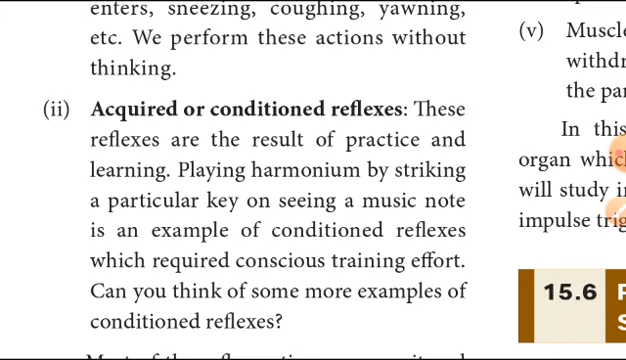 enters, sneezing, coughing, yawning,
etc. We perform these actions without
thinking.
(ii) Acquired or conditioned reflexes: These
reflexes are the result of practice and
learning. Playing harmonium by striking
a particular key on seeing a music note
is an example of conditioned reflexes
which required conscious training effort.
Can you think of some more examples of
conditioned reflexes?
(v) Muscle
withdr
the par
In this
organ whic
will study i
impulse trig
15.6